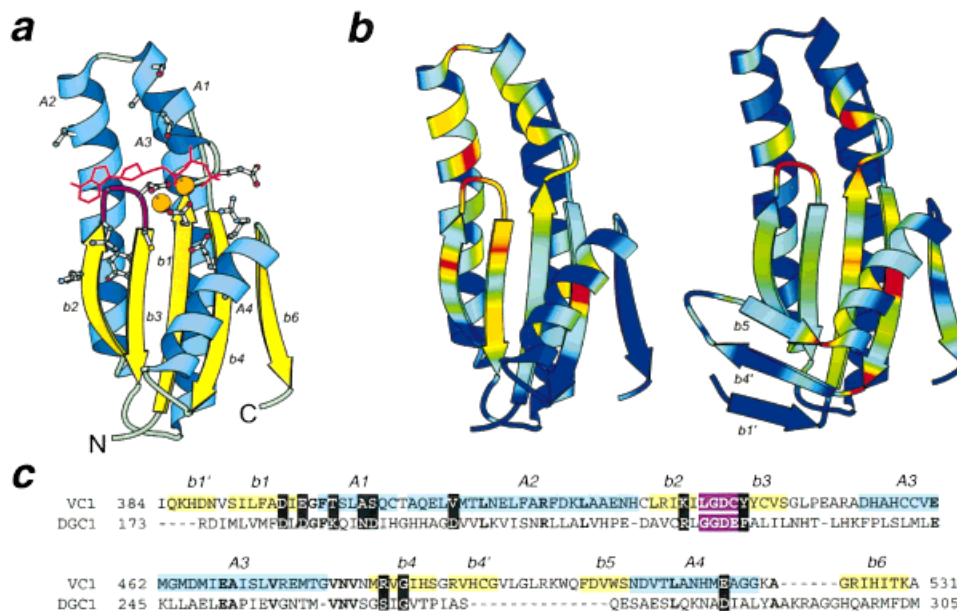 a
b
A2
A1
A3
b1
b2
b3
A4
b6
b4
N
C
b5
b4'
b1'
c
b1' b1 A1 A2 b2 b3 A3
VC1 384 IQKHDNVSILFADIEGFTSLASQCTAQELVMTLNELFARFDKLAAENHCLRIKILGDCYYCVSGLPEARADHAHCCVE
DGC1 173 ----RDIMLVMFDLDGFKQINDIHGHHAGDVVLKVISNRLLALVHPE-DAVCRLGGDEFALILNHT-LHKFPLSLMLE
A3 b4 b4' b5 A4 b6
VC1 462 MGMDMIEAISLVREMTGVNVNMRVGIHSGRVHCGVLGLRKWQFDVWSNDVTLANHMEAGGKA------GRIHITKA 531
DGC1 245 KLLAELEAPIEVGNTM-VNVSGSIGVTPIAS-----------QESAESLQKNADIALYAAKRAGGHQARMFDM 305